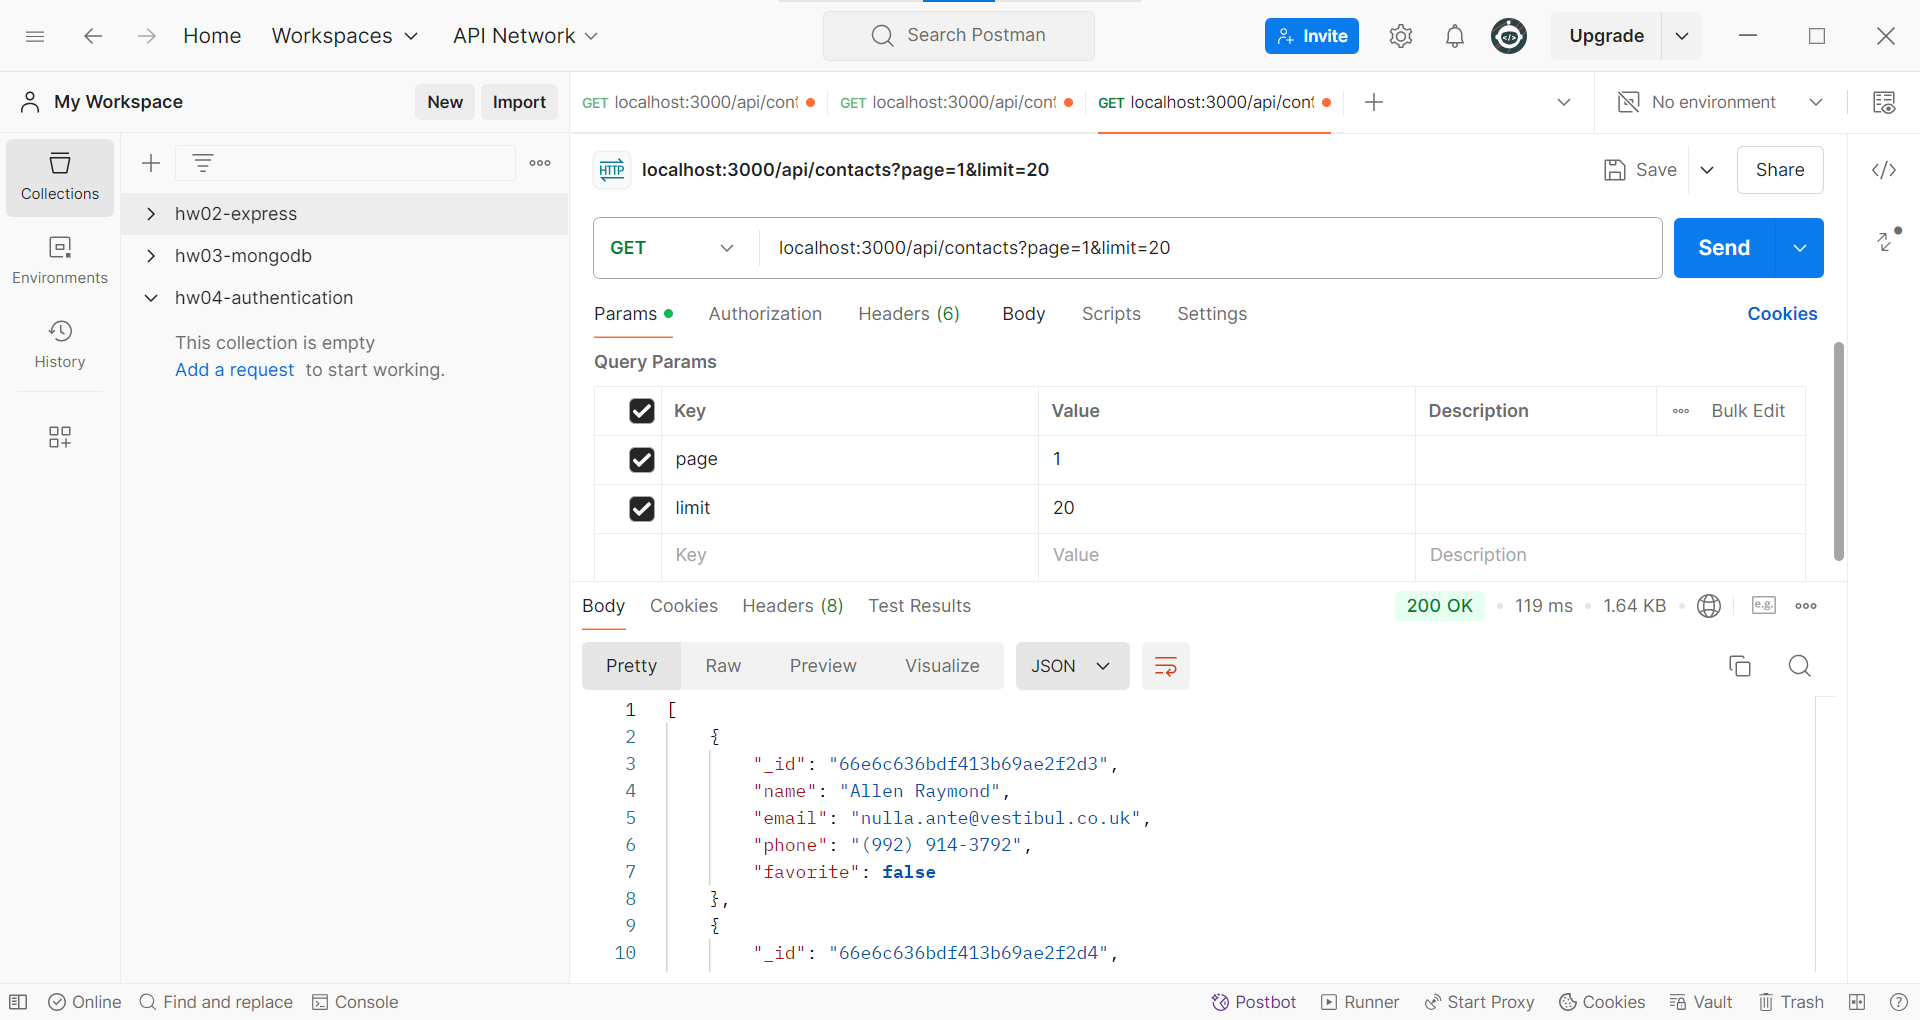 Home
Workspaces
API Network
Search Postman
Invite
Upgrade
My Workspace
New
Import
GET localhost:3000/api/cont
GET localhost:3000/api/cont
GET localhost:3000/api/cont
No environment
Collections
Environments
History
hw02-express
hw03-mongodb
hw04-authentication
This collection is empty
Add a request to start working.
HTTP
localhost:3000/api/contacts?page=1&limit=20
Save
Share
GET
localhost:3000/api/contacts?page=1&limit=20
Send
Params
Authorization
Headers (6)
Body
Scripts
Settings
Cookies
Query Params
Key
Value
Description
Bulk Edit
page
1
limit
20
Key
Value
Description
Body
Cookies
Headers (8)
Test Results
200 OK
119 ms
1.64 KB
e.g.
Pretty
Raw
Preview
Visualize
JSON
1 [
2 {
3 "_id": "66e6c636bdf413b69ae2f2d3",
4 "name": "Allen Raymond",
5 "email": "nulla.ante@vestibul.co.uk",
6 "phone": "(992) 914-3792",
7 "favorite": false
8 },
9 {
10 "_id": "66e6c636bdf413b69ae2f2d4",
Online
Find and replace
Console
Postbot
Runner
Start Proxy
Cookies
Vault
Trash